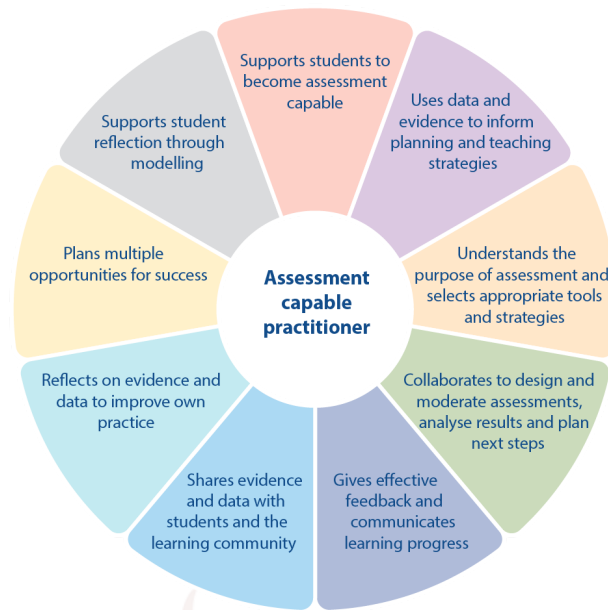 Supports students to
become assessment
capable
Uses data and
evidence to inform
planning and teaching
strategies
Understands the
purpose of assessment and
selects appropriate tools
and strategies
Collaborates to design and
moderate assessments,
analyse results and plan
next steps
Gives effective
feedback and
communicates
learning progress
Shares evidence
and data with
students and the
learning community
Reflects on evidence and
data to improve own
practice
Plans multiple
opportunities for success
Supports student
reflection through
modelling
Assessment
capable
practitioner